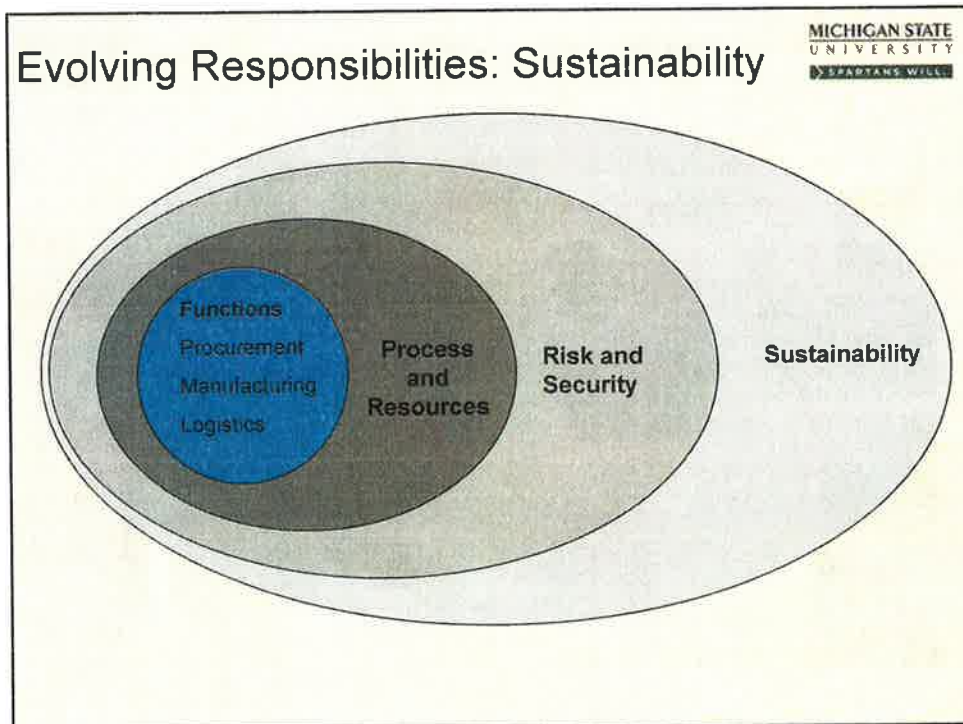 Evolving Responsibilities: Sustainability
MICHIGAN STATE
UNIVERSITY
SPARTANS WILL.
Functions
Procurement
Manufacturing
Logistics
Process
and
Resources
Risk and
Security
Sustainability